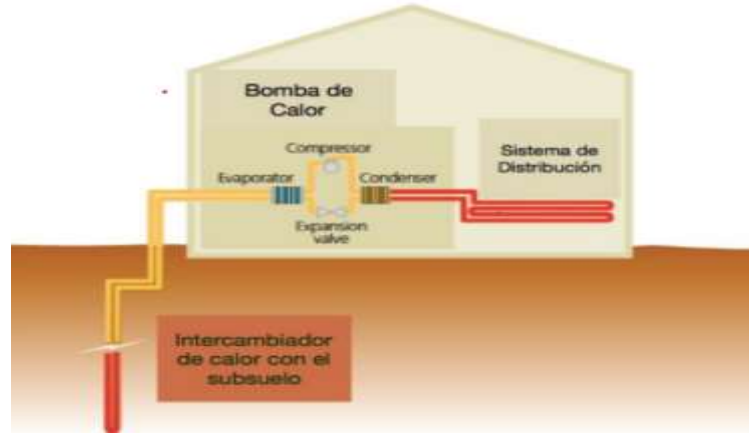 Bomba de
Calor
Compressor
Evaporator
Condenser
Expansion
valve
Sistema de
Distribución
Intercambiador
de calor con el
subsuelo